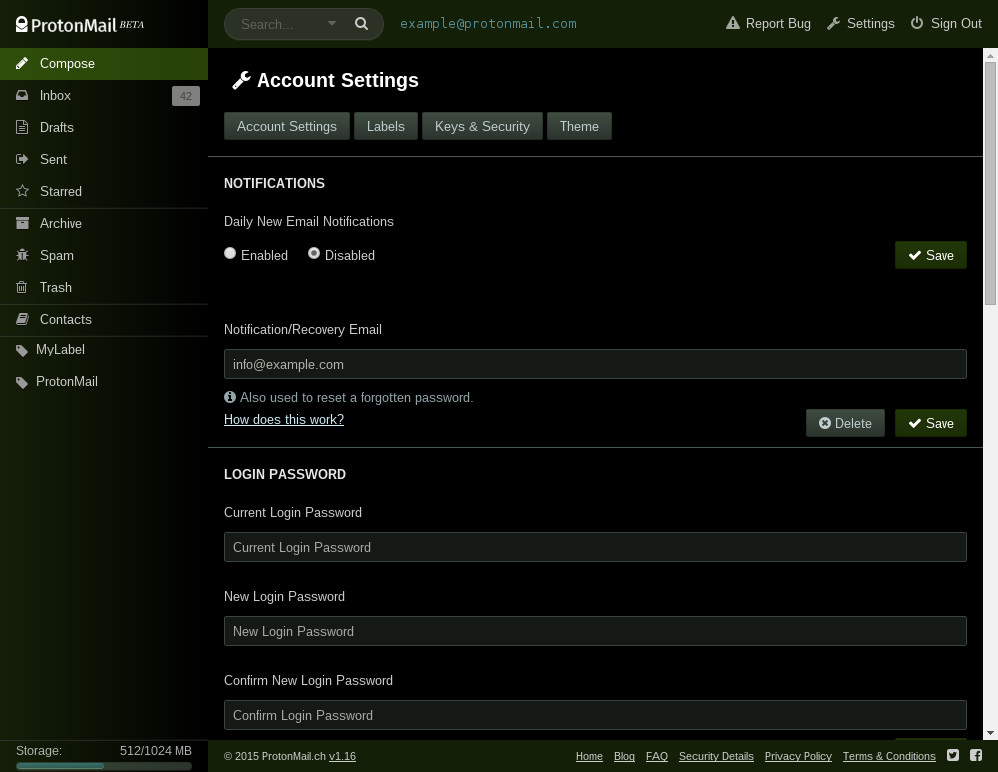 ProtonMail BETA
Search...
example@protonmail.com
Report Bug
Settings
Sign Out
Compose
Inbox 42
Drafts
Sent
Starred
Archive
Spam
Trash
Contacts
MyLabel
ProtonMail
Storage: 512/1024 MB
Account Settings
Account Settings
Labels
Keys & Security
Theme
NOTIFICATIONS
Daily New Email Notifications
Enabled Disabled
Save
Notification/Recovery Email
info@example.com
Also used to reset a forgotten password.
How does this work?
Delete
Save
LOGIN PASSWORD
Current Login Password
Current Login Password
New Login Password
New Login Password
Confirm New Login Password
Confirm Login Password
© 2015 ProtonMail.ch v1.16
Home Blog FAQ Security Details Privacy Policy Terms & Conditions